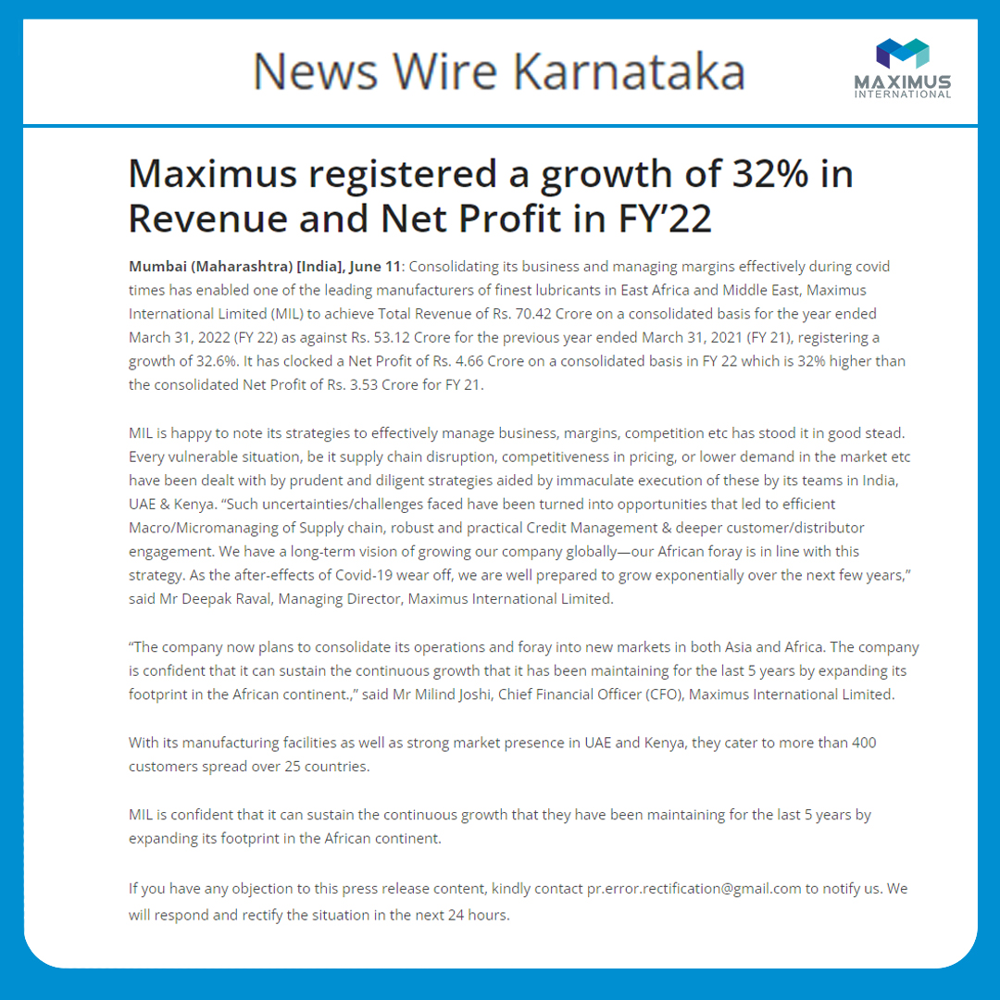 News Wire Karnataka
MAXIMUS
INTERNATIONAL
Maximus registered a growth of 32% in
Revenue and Net Profit in FY’22
Mumbai (Maharashtra) [India], June 11: Consolidating its business and managing margins effectively during covid
times has enabled one of the leading manufacturers of finest lubricants in East Africa and Middle East, Maximus
International Limited (MIL) to achieve Total Revenue of Rs. 70.42 Crore on a consolidated basis for the year ended
March 31, 2022 (FY 22) as against Rs. 53.12 Crore for the previous year ended March 31, 2021 (FY 21), registering a
growth of 32.6%. It has clocked a Net Profit of Rs. 4.66 Crore on a consolidated basis in FY 22 which is 32% higher than
the consolidated Net Profit of Rs. 3.53 Crore for FY 21.
MIL is happy to note its strategies to effectively manage business, margins, competition etc has stood it in good stead.
Every vulnerable situation, be it supply chain disruption, competitiveness in pricing, or lower demand in the market etc
have been dealt with by prudent and diligent strategies aided by immaculate execution of these by its teams in India,
UAE & Kenya. “Such uncertainties/challenges faced have been turned into opportunities that led to efficient
Macro/Micromanaging of Supply chain, robust and practical Credit Management & deeper customer/distributor
engagement. We have a long-term vision of growing our company globally—our African foray is in line with this
strategy. As the after-effects of Covid-19 wear off, we are well prepared to grow exponentially over the next few years,”
said Mr Deepak Raval, Managing Director, Maximus International Limited.
“The company now plans to consolidate its operations and foray into new markets in both Asia and Africa. The company
is confident that it can sustain the continuous growth that it has been maintaining for the last 5 years by expanding its
footprint in the African continent.,” said Mr Milind Joshi, Chief Financial Officer (CFO), Maximus International Limited.
With its manufacturing facilities as well as strong market presence in UAE and Kenya, they cater to more than 400
customers spread over 25 countries.
MIL is confident that it can sustain the continuous growth that they have been maintaining for the last 5 years by
expanding its footprint in the African continent.
If you have any objection to this press release content, kindly contact pr.error.rectification@gmail.com to notify us. We
will respond and rectify the situation in the next 24 hours.